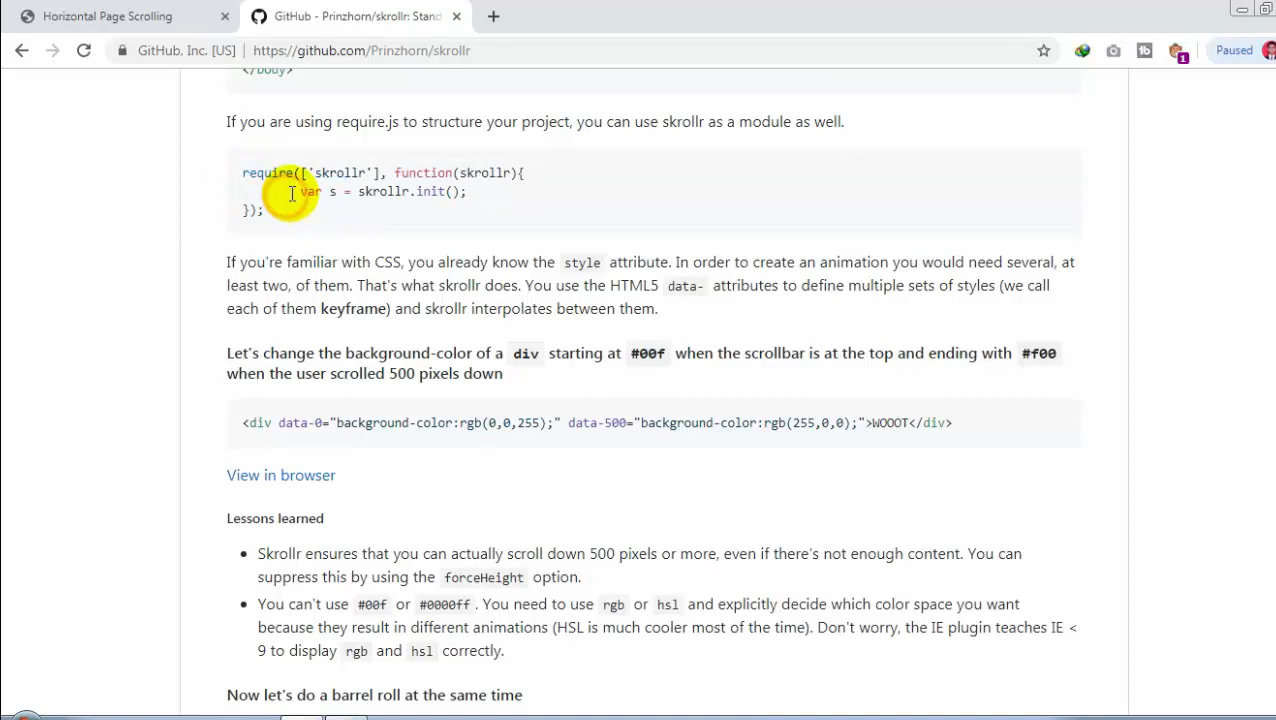 Horizontal Page Scrolling
GitHub - Prinzhorn/skrollr: Stand
GitHub, Inc. [US] https://github.com/Prinzhorn/skrollr
1
Paused
</body>
If you are using require.js to structure your project, you can use skrollr as a module as well.
require(['skrollr'], function(skrollr){
var s = skrollr.init();
});
If you're familiar with CSS, you already know the style attribute. In order to create an animation you would need several, at
least two, of them. That's what skrollr does. You use the HTML5 data- attributes to define multiple sets of styles (we call
each of them keyframe) and skrollr interpolates between them.
Let's change the background-color of a div starting at #00f when the scrollbar is at the top and ending with #f00
when the user scrolled 500 pixels down
<div data-0="background-color:rgb(0,0,255);" data-500="background-color:rgb(255,0,0);">WOOOT</div>
View in browser
Lessons learned
Skrollr ensures that you can actually scroll down 500 pixels or more, even if there's not enough content. You can
suppress this by using the forceHeight option.
You can't use #00f or #0000ff. You need to use rgb or hsl and explicitly decide which color space you want
because they result in different animations (HSL is much cooler most of the time). Don't worry, the IE plugin teaches IE <
9 to display rgb and hsl correctly.
Now let's do a barrel roll at the same time